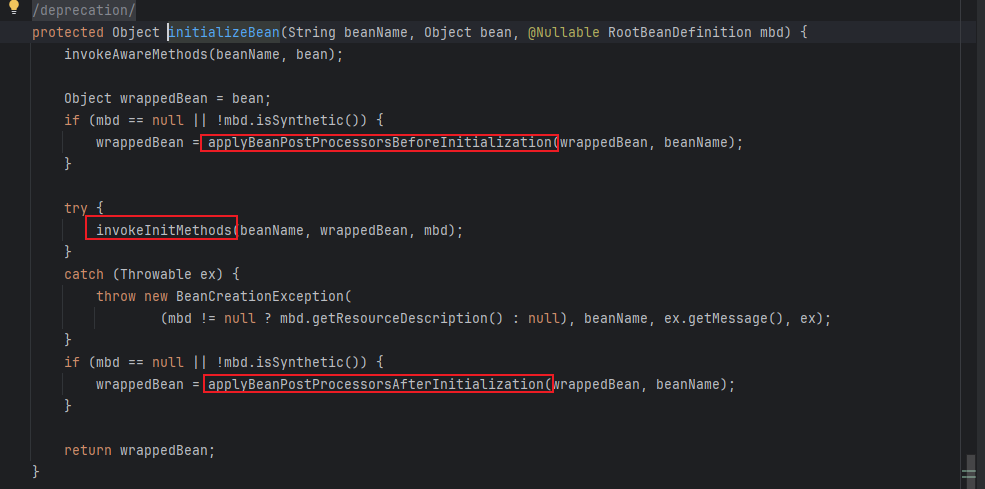 /deprecation/
protected Object initializeBean(String beanName, Object bean, @Nullable RootBeanDefinition mbd) {
invokeAwareMethods(beanName, bean);
Object wrappedBean = bean;
if (mbd == null || !mbd.isSynthetic()) {
wrappedBean = applyBeanPostProcessorsBeforeInitialization(wrappedBean, beanName);
}
try {
invokeInitMethods(beanName, wrappedBean, mbd);
}
catch (Throwable ex) {
throw new BeanCreationException(
(mbd != null ? mbd.getResourceDescription() : null), beanName, ex.getMessage(), ex);
}
if (mbd == null || !mbd.isSynthetic()) {
wrappedBean = applyBeanPostProcessorsAfterInitialization(wrappedBean, beanName);
}
return wrappedBean;
}